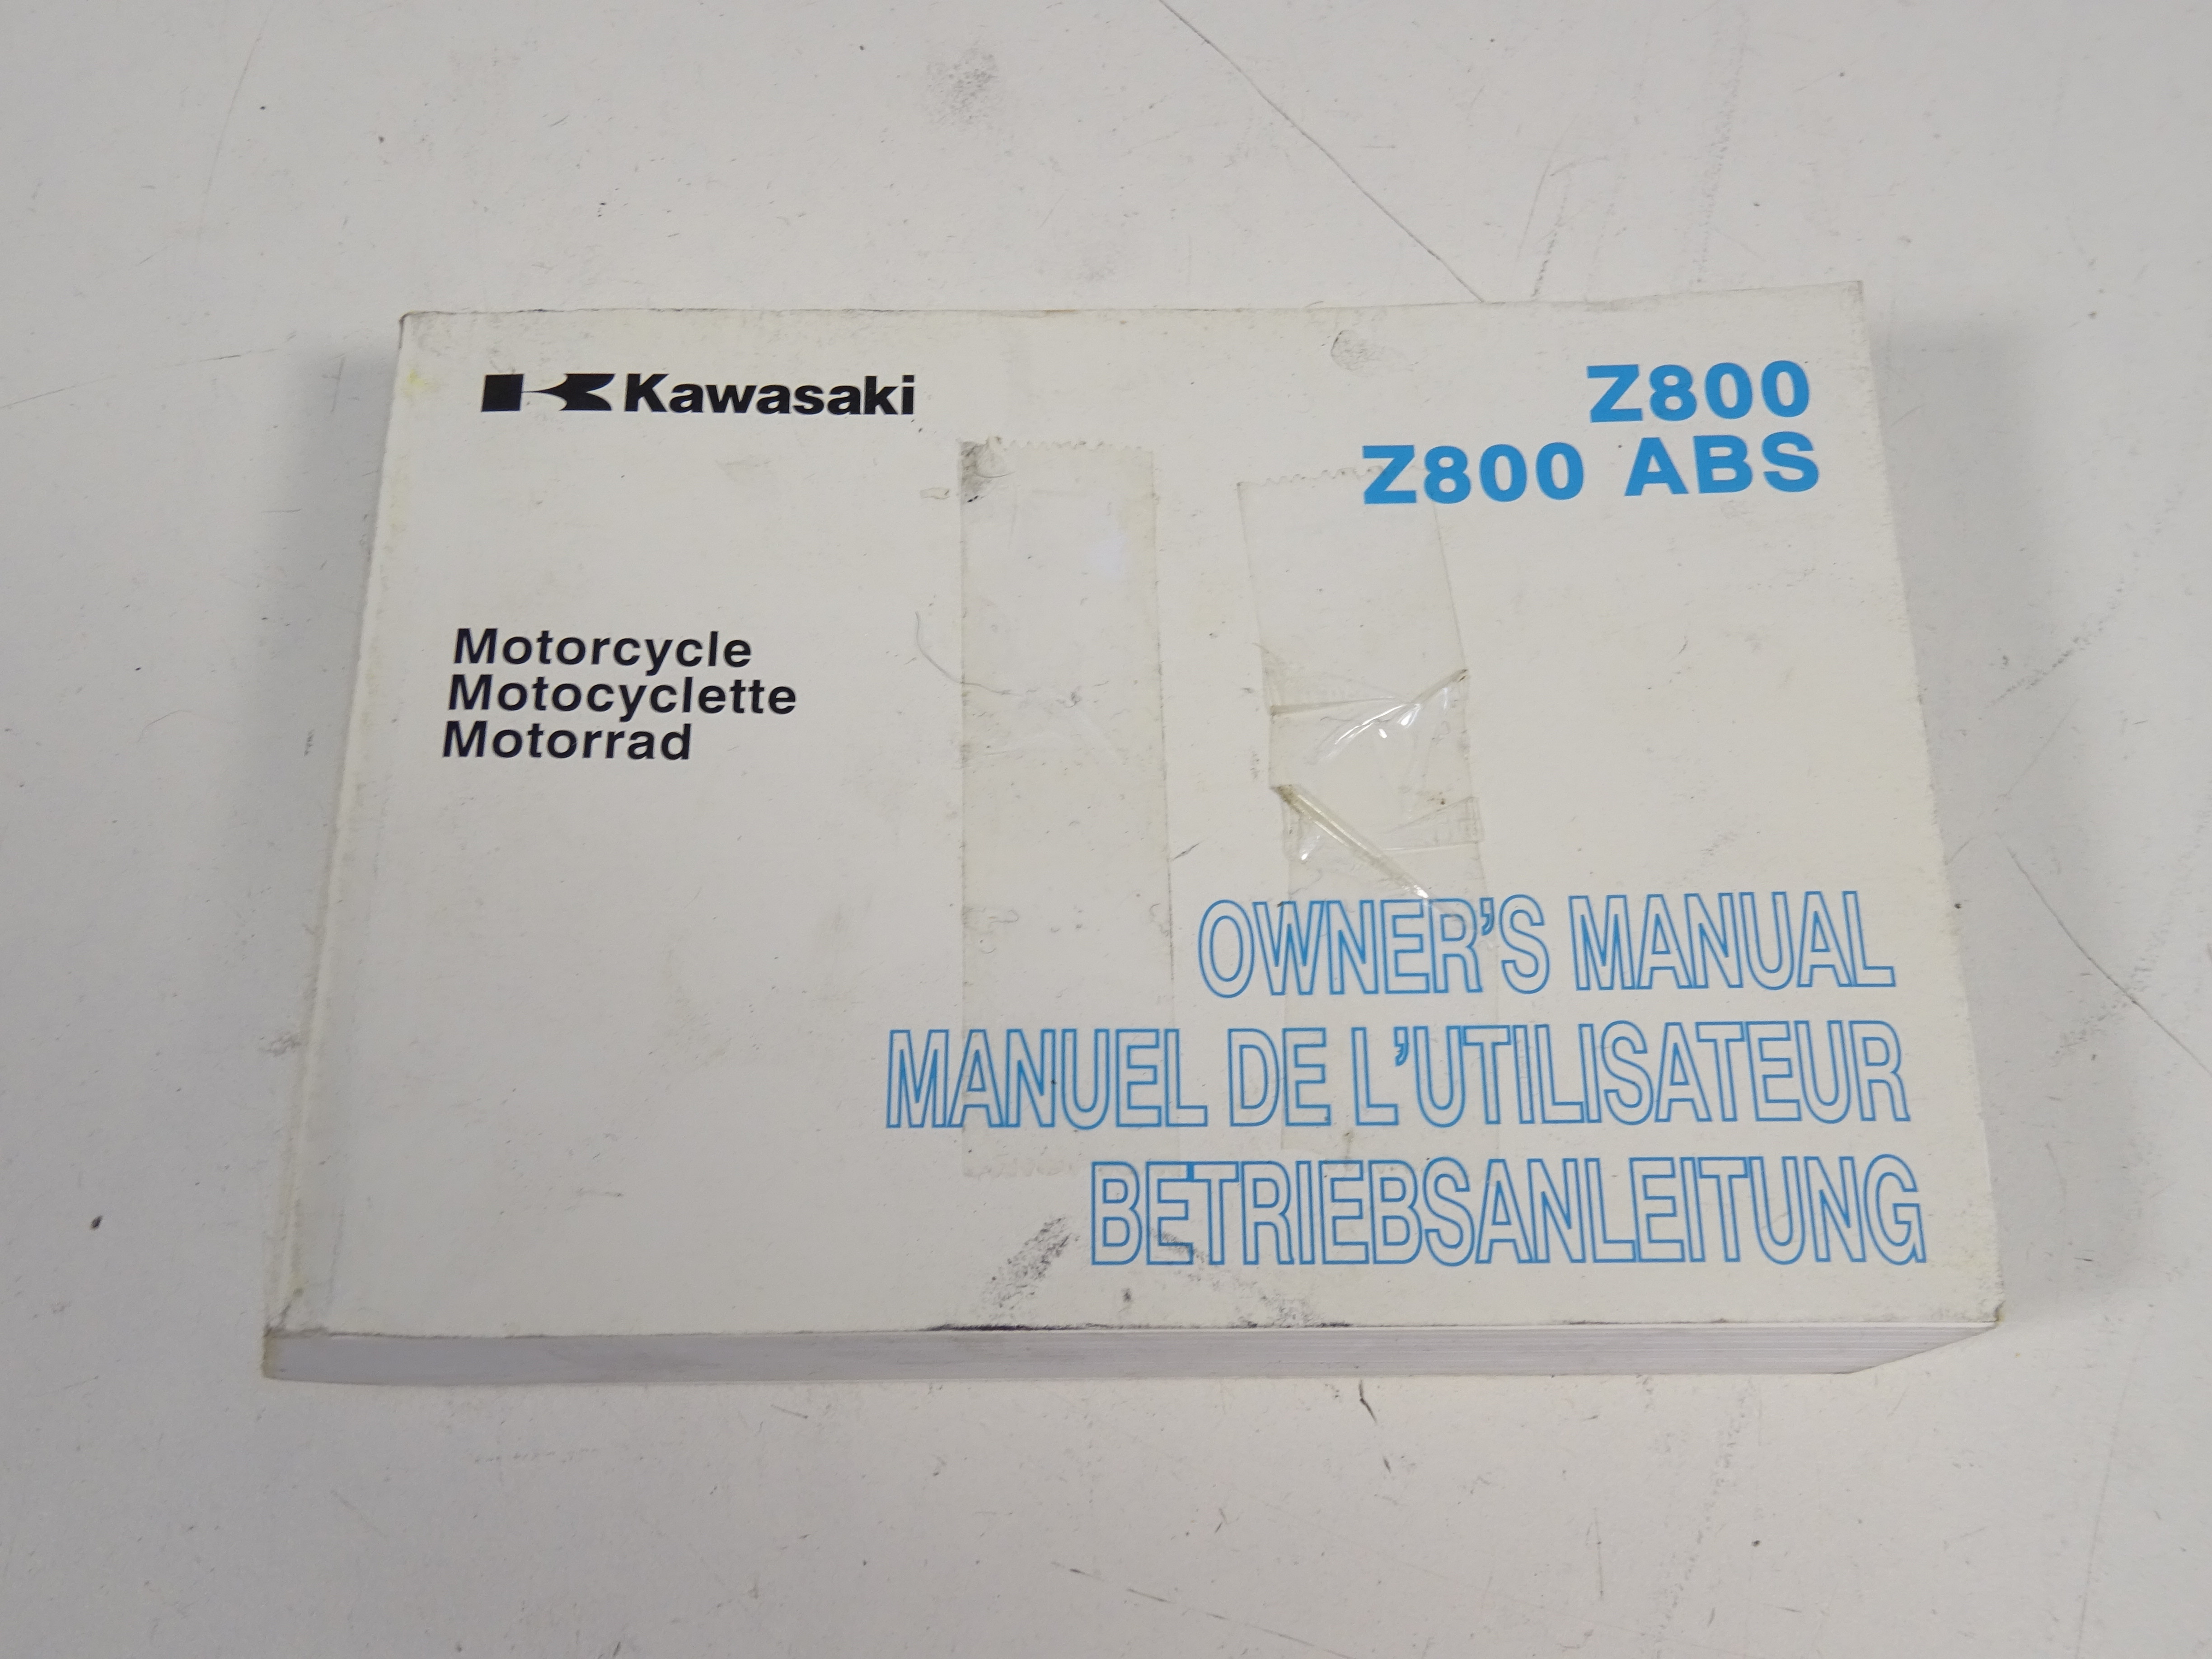 Kawasaki
Z800
Z800 ABS
Motorcycle
Motocyclette
Motorrad
OWNER'S MANUAL
MANUEL DE L'UTILISATEUR
BETRIEBSANLEITUNG